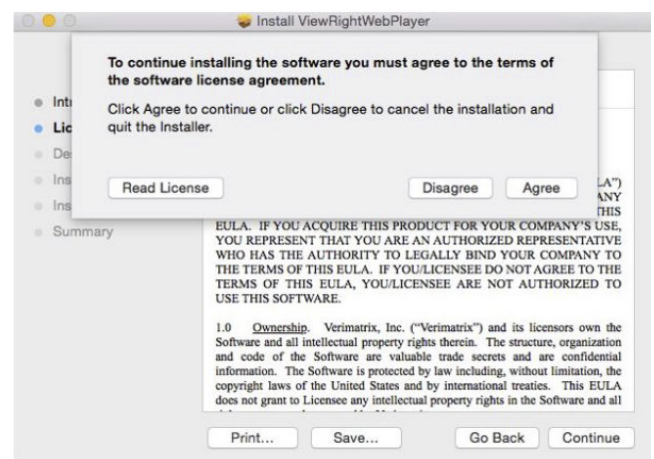 Install ViewRightWebPlayer
To continue installing the software you must agree to the terms of
the software license agreement.
Click Agree to continue or click Disagree to cancel the installation and
quit the Installer.
Read License
Disagree
Agree
Summary
EULA. IF YOU ACQUIRE THIS PRODUCT FOR YOUR COMPANY'S USE,
YOU REPRESENT THAT YOU ARE AN AUTHORIZED REPRESENTATIVE
WHO HAS THE AUTHORITY TO LEGALLY BIND YOUR COMPANY TO
THE TERMS OF THIS EULA. IF YOU/LICENSEE DO NOT AGREE TO THE
TERMS OF THIS EULA, YOU/LICENSEE ARE NOT AUTHORIZED TO
USE THIS SOFTWARE.
1.0 Ownership. Verimatrix, Inc. ("Verimatrix") and its licensors own the
Software and all intellectual property rights therein. The structure, organization
and code of the Software are valuable trade secrets and are confidential
information. The Software is protected by law including, without limitation, the
copyright laws of the United States and by international treaties. This EULA
does not grant to Licensee any intellectual property rights in the Software and all
Print...
Save...
Go Back
Continue